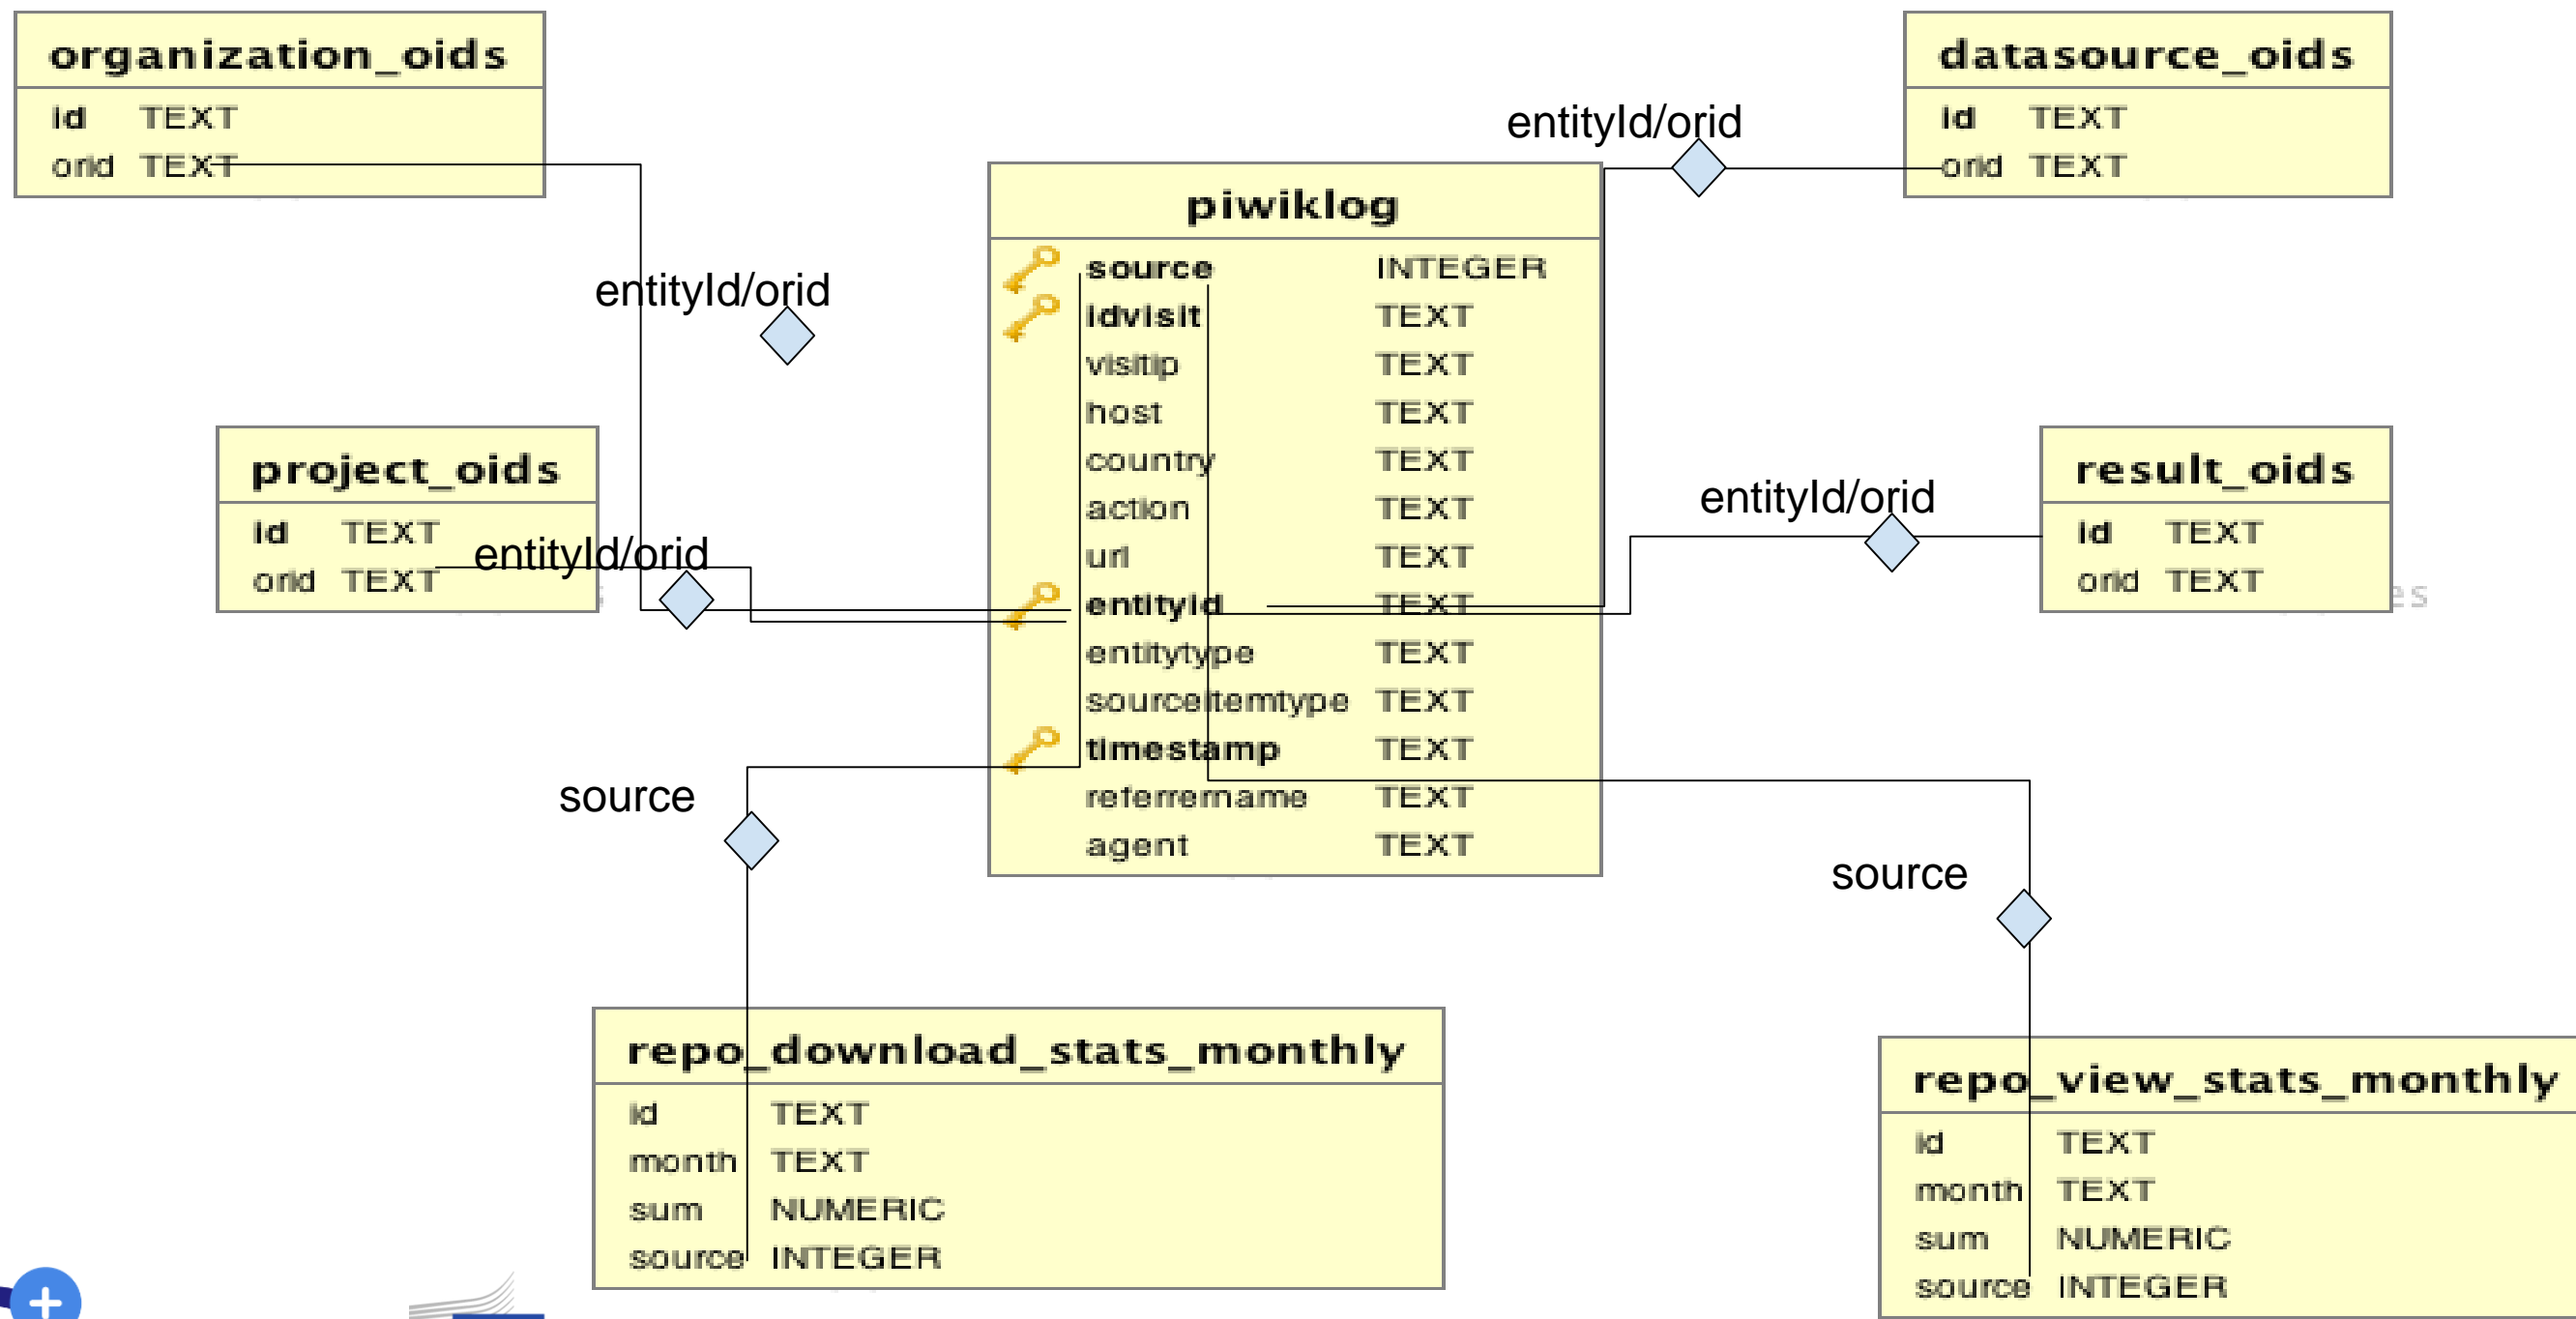 organization_oids
id TEXT
orid TEXT
datasource_oids
id TEXT
orid TEXT
entityId/orid
piwiklog
source INTEGER
idvisit TEXT
visitip TEXT
host TEXT
country TEXT
action TEXT
url TEXT
entityid TEXT
entitytype TEXT
sourceitemtype TEXT
timestamp TEXT
referrername TEXT
agent TEXT
entityId/orid
project_oids
id TEXT
orid TEXT
entityId/orid
result_oids
id TEXT
orid TEXT
entityId/orid
source
source
repo_download_stats_monthly
id TEXT
month TEXT
sum NUMERIC
source INTEGER
repo_view_stats_monthly
id TEXT
month TEXT
sum NUMERIC
source INTEGER